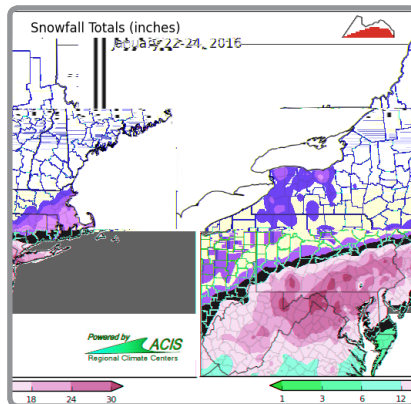 Snowfall Totals (inches)
January 22-24, 2016
Powered by
ACIS
Regional Climate Centers
18 24 30 1 3 6 12